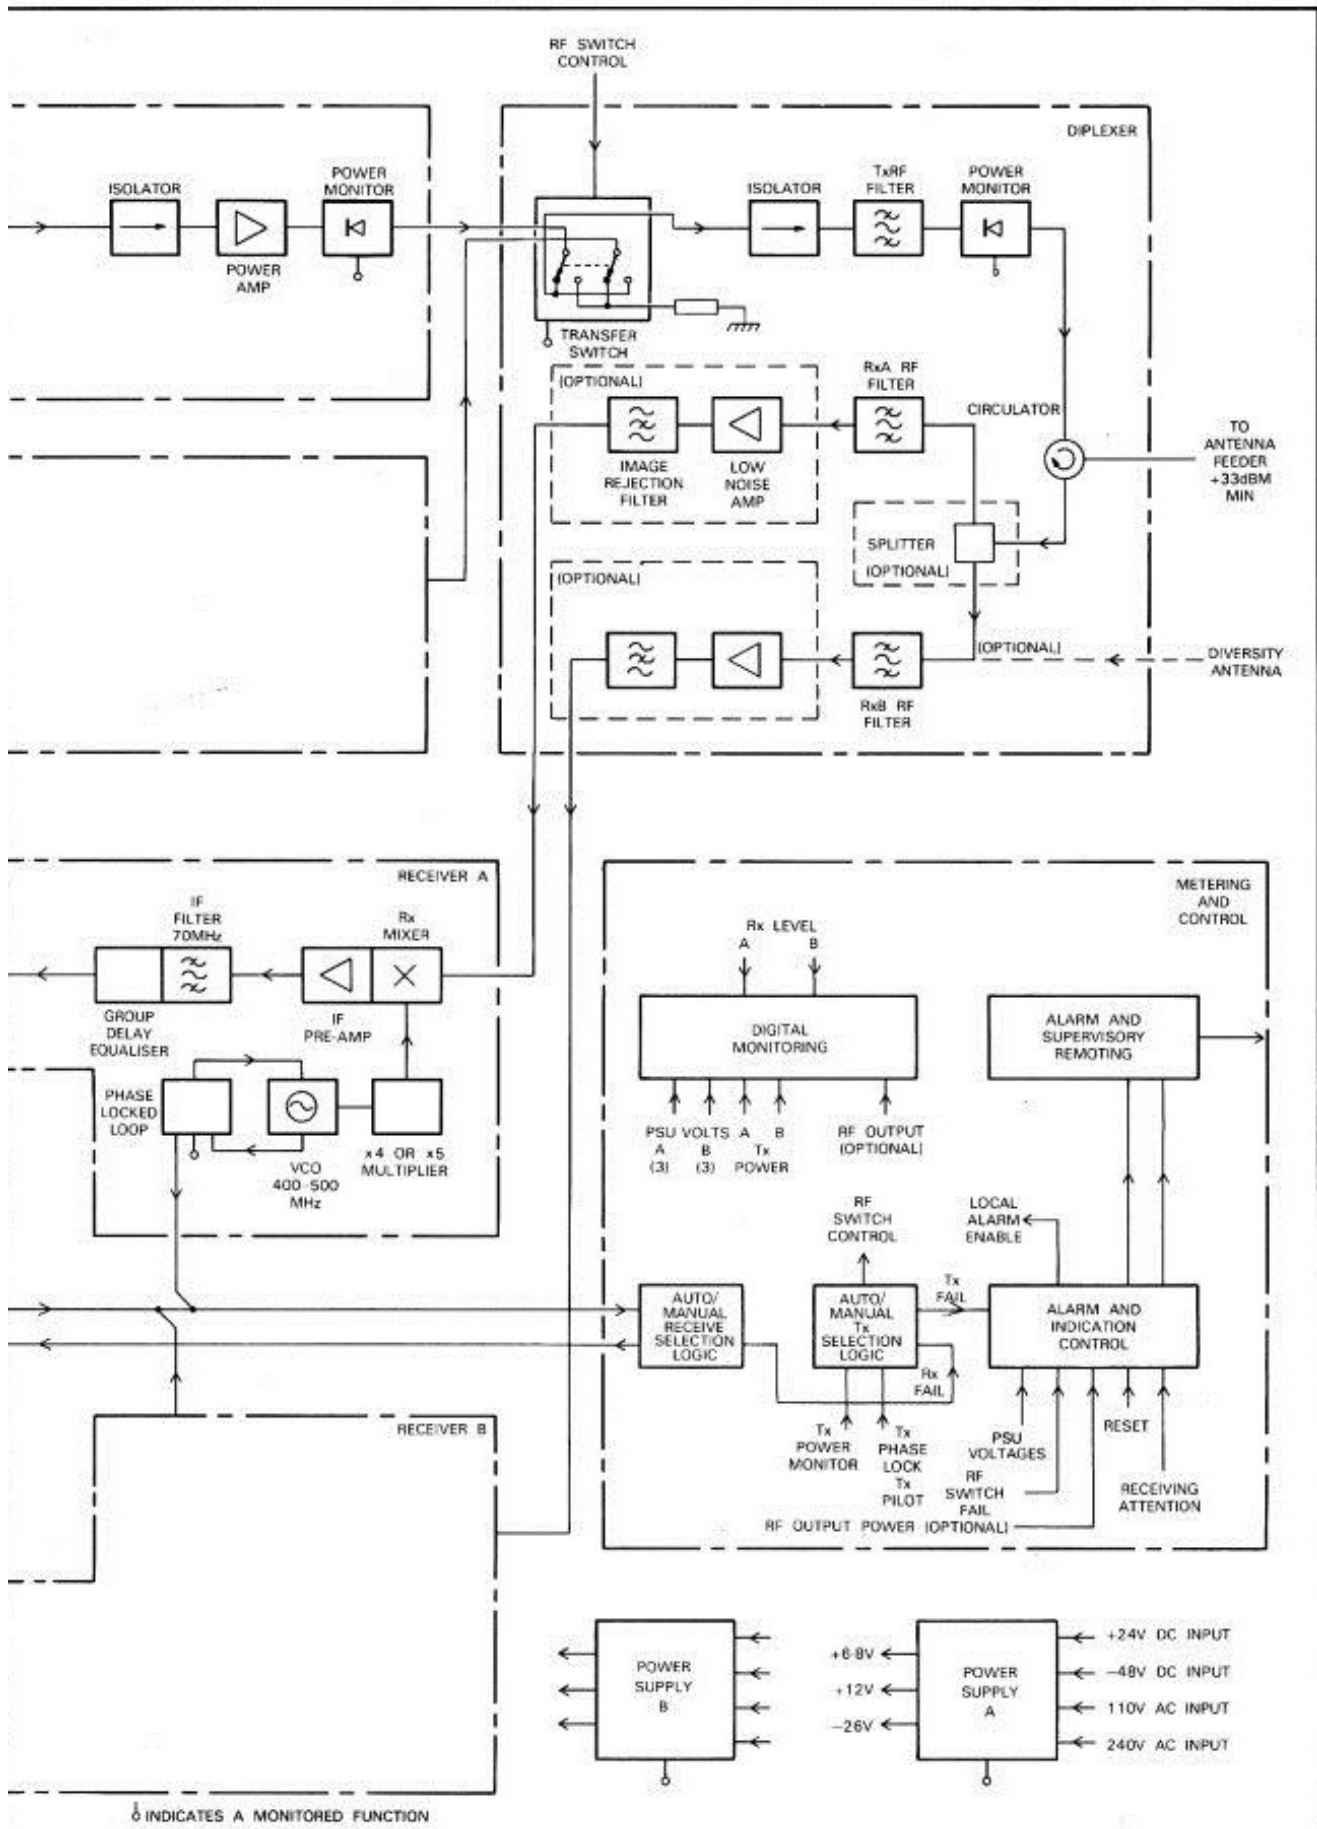 RF SWITCH
CONTROL
DIPLEXER
ISOLATOR
POWER
AMP
POWER
MONITOR
TRANSFER
SWITCH
ISOLATOR
TxRF
FILTER
POWER
MONITOR
(OPTIONAL)
IMAGE
REJECTION
FILTER
LOW
NOISE
AMP
RxA RF
FILTER
CIRCULATOR
TO
ANTENNA
FEEDER
+33dBM
MIN
SPLITTER
(OPTIONAL)
(OPTIONAL)
RxB RF
FILTER
(OPTIONAL)
DIVERSITY
ANTENNA
RECEIVER A
IF
FILTER
70MHz
Rx
MIXER
GROUP
DELAY
EQUALISER
IF
PRE-AMP
PHASE
LOCKED
LOOP
VCO
400-500
MHz
x4 OR x5
MULTIPLIER
METERING
AND
CONTROL
Rx LEVEL
A B
DIGITAL
MONITORING
PSU VOLTS A B
A B Tx
(3) (3) POWER
RF OUTPUT
(OPTIONAL)
ALARM AND
SUPERVISORY
REMOTING
RF
SWITCH
CONTROL
LOCAL
ALARM
ENABLE
AUTO/
MANUAL
RECEIVE
SELECTION
LOGIC
AUTO/
MANUAL
Tx
SELECTION
LOGIC
Tx
FAIL
Rx
FAIL
ALARM AND
INDICATION
CONTROL
Tx
POWER
MONITOR
Tx
PHASE
LOCK
Tx
PILOT
PSU
VOLTAGES
RF
SWITCH
FAIL
RESET
RECEIVING
ATTENTION
RF OUTPUT POWER (OPTIONAL)
RECEIVER B
POWER
SUPPLY
B
+6·8V
+12V
-26V
POWER
SUPPLY
A
+24V DC INPUT
-48V DC INPUT
110V AC INPUT
240V AC INPUT
INDICATES A MONITORED FUNCTION